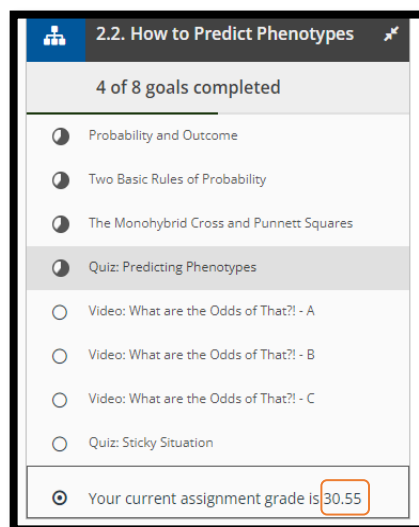 2.2. How to Predict Phenotypes
4 of 8 goals completed
Probability and Outcome
Two Basic Rules of Probability
The Monohybrid Cross and Punnett Squares
Quiz: Predicting Phenotypes
Video: What are the Odds of That?! - A
Video: What are the Odds of That?! - B
Video: What are the Odds of That?! - C
Quiz: Sticky Situation
Your current assignment grade is 30.55